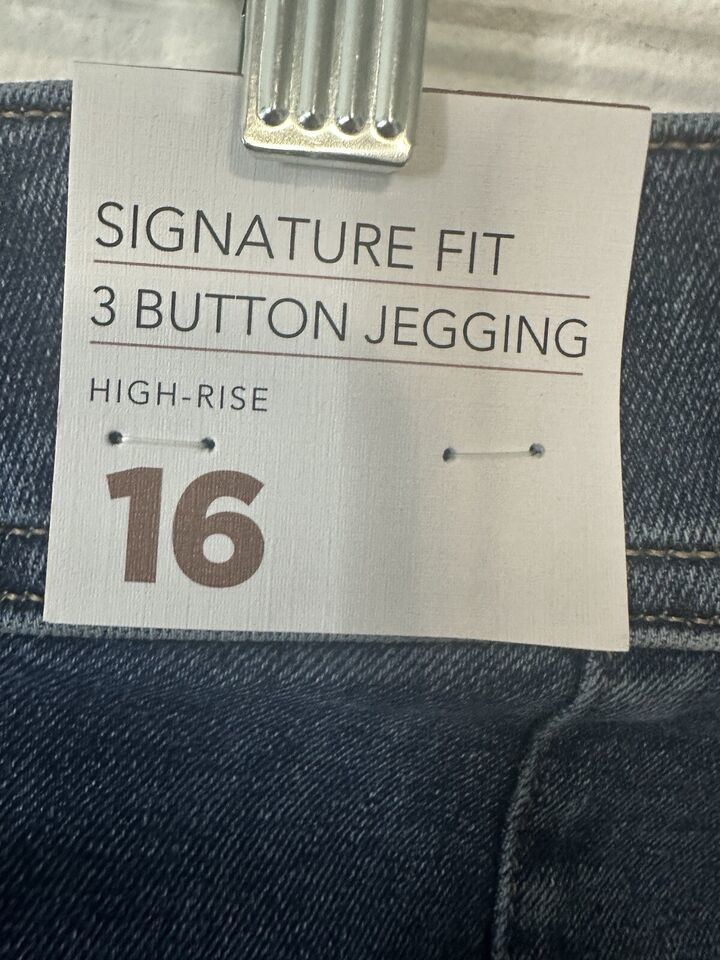 SIGNATURE FIT
3 BUTTON JEGGING
HIGH-RISE
16